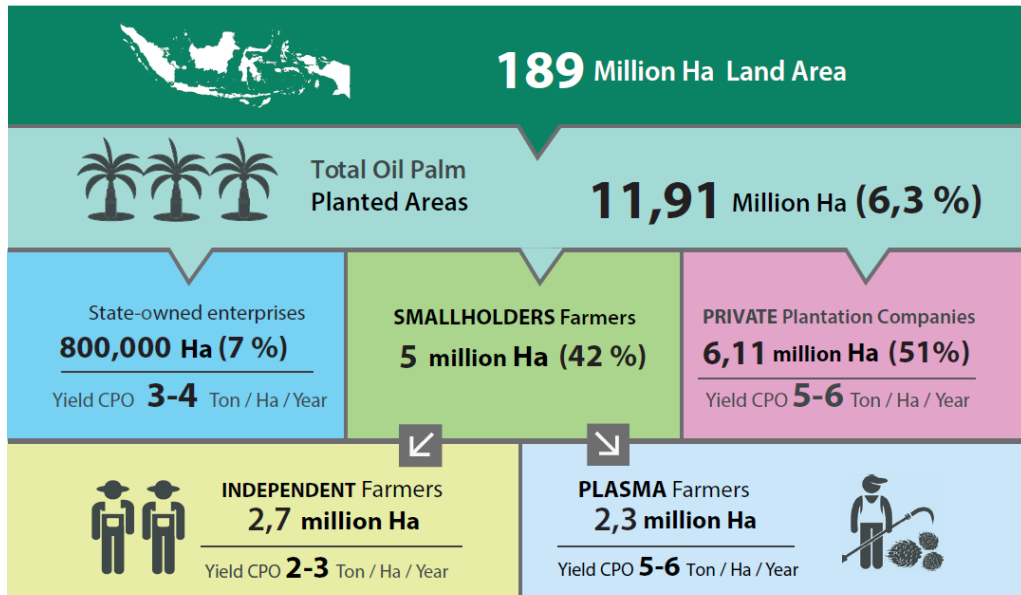 189 Million Ha Land Area
Total Oil Palm
Planted Areas
11,91 Million Ha (6,3 %)
State-owned enterprises
800,000 Ha (7 %)
Yield CPO 3-4 Ton / Ha / Year
SMALLHOLDERS Farmers
5 million Ha (42 %)
PRIVATE Plantation Companies
6,11 million Ha (51%)
Yield CPO 5-6 Ton / Ha / Year
INDEPENDENT Farmers
2,7 million Ha
Yield CPO 2-3 Ton / Ha / Year
PLASMA Farmers
2,3 million Ha
Yield CPO 5-6 Ton / Ha / Year